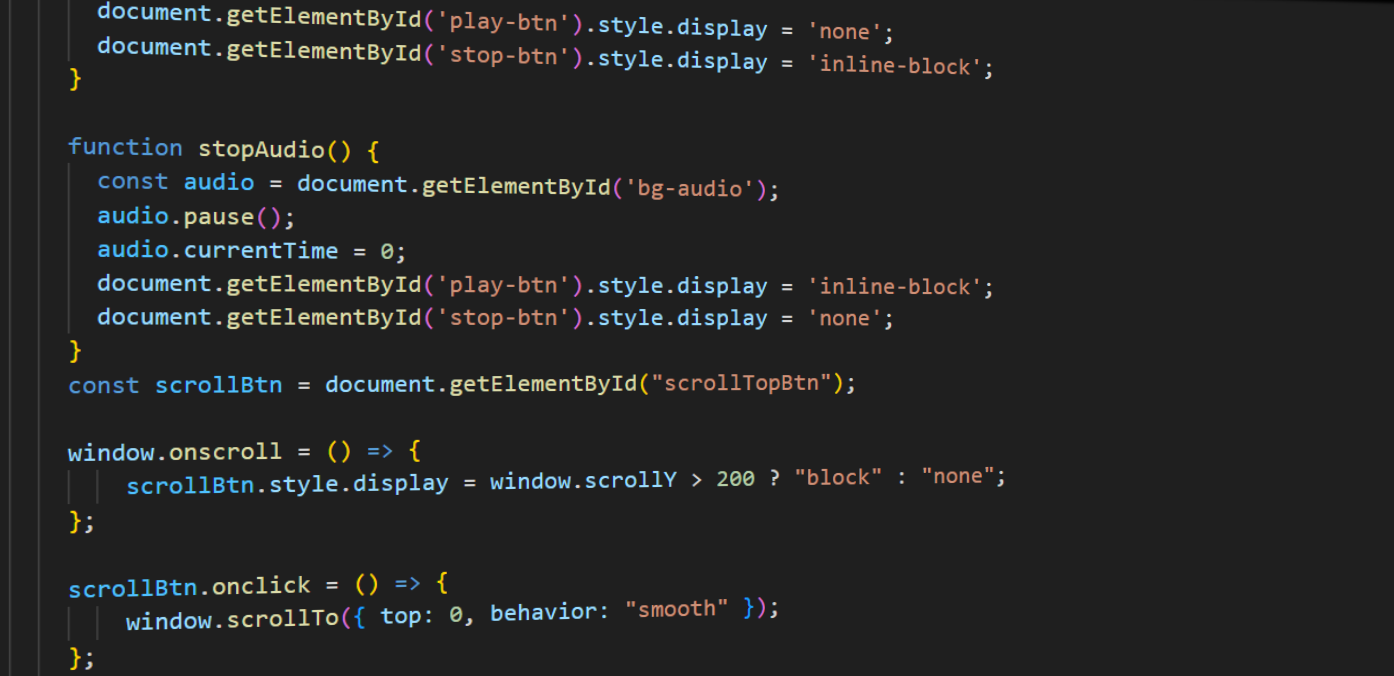 document.getElementById('play-btn').style.display = 'none';
document.getElementById('stop-btn').style.display = 'inline-block';
}
function stopAudio() {
const audio = document.getElementById('bg-audio');
audio.pause();
audio.currentTime = 0;
document.getElementById('play-btn').style.display = 'inline-block';
document.getElementById('stop-btn').style.display = 'none';
}
const scrollBtn = document.getElementById("scrollTopBtn");
window.onscroll = () => {
scrollBtn.style.display = window.scrollY > 200 ? "block" : "none";
};
scrollBtn.onclick = () => {
window.scrollTo({ top: 0, behavior: "smooth" });
};